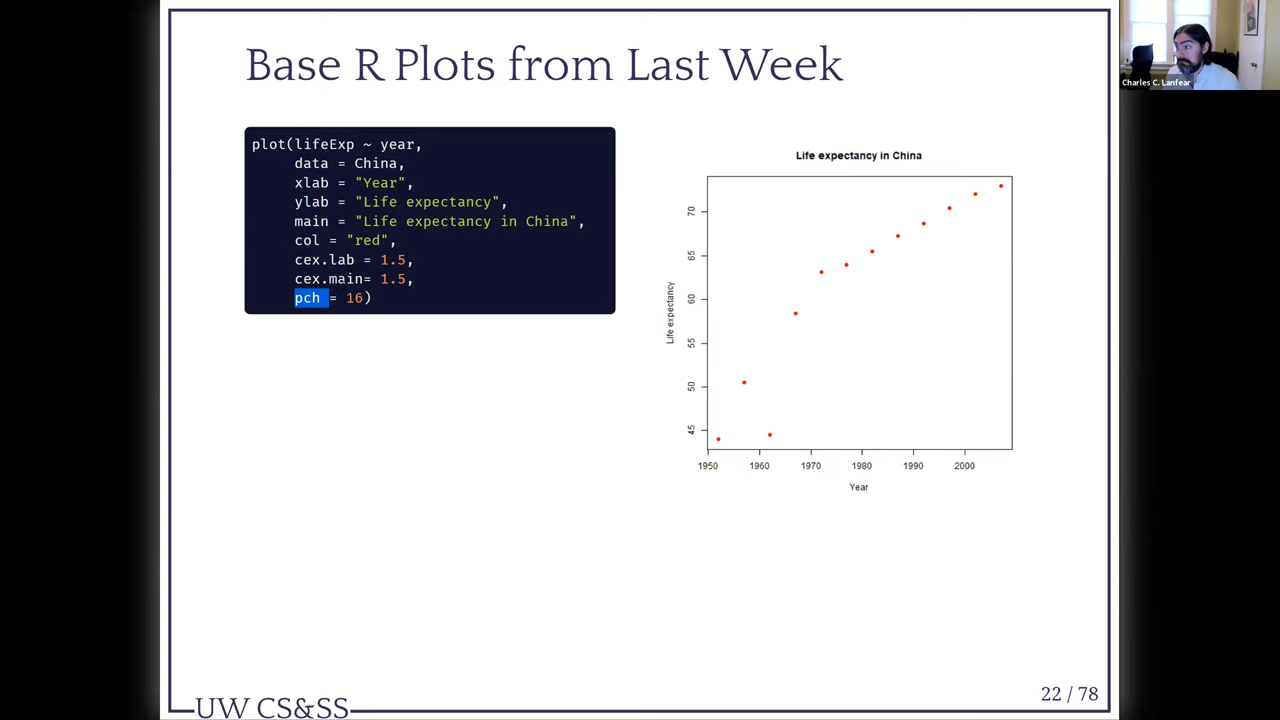 Base R Plots from Last Week
Charles C. Lanfear
plot(lifeExp ~ year,
data = China,
xlab = "Year",
ylab = "Life expectancy",
main = "Life expectancy in China",
col = "red",
cex.lab = 1.5,
cex.main= 1.5,
pch = 16)
Life expectancy in China
70
65
60
55
50
45
Life expectancy
1950 1960 1970 1980 1990 2000
Year
UW CS&SS
22 / 78